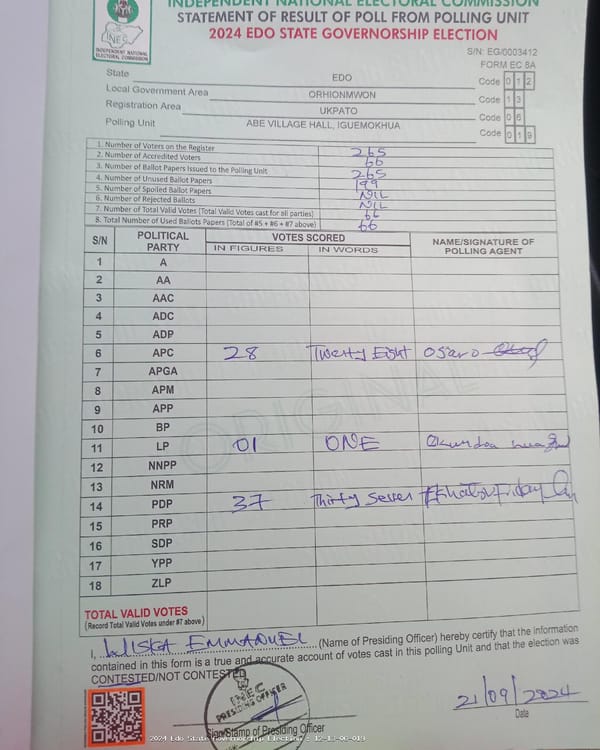 INDEPENDENT NATIONAL ELECTORAL COMMISSION
STATEMENT OF RESULT OF POLL FROM POLLING UNIT
2024 EDO STATE GOVERNORSHIP ELECTION
INEC
INDEPENDENT NATIONAL ELECTORAL COMMISSION
S/N: EG/0003412
FORM EC 8A
State EDO Code 0 1 2
Local Government Area ORHIONMWON Code 1 3
Registration Area UKPATO Code 0 6
Polling Unit ABE VILLAGE HALL, IGUEMOKHUA Code 0 1 9
1. Number of Voters on the Register 265
2. Number of Accredited Voters 66
3. Number of Ballot Papers Issued to the Polling Unit 265
4. Number of Unused Ballot Papers 199
5. Number of Spoiled Ballot Papers NIL
6. Number of Rejected Ballots NIL
7. Number of Total Valid Votes (Total Valid Votes cast for all parties) 66
8. Total Number of Used Ballots Papers (Total of #5 + #6 + #7 above) 66
S/N POLITICAL PARTY VOTES SCORED NAME/SIGNATURE OF POLLING AGENT
IN FIGURES IN WORDS
1 A
2 AA
3 AAC
4 ADC
5 ADP
6 APC 28 Twenty Eight Osaro
7 APGA
8 APM
9 APP
10 BP
11 LP 01 ONE
12 NNPP
13 NRM
14 PDP 37 Thirty Seven Friday
15 PRP
16 SDP
17 YPP
18 ZLP
ORIGINAL
TOTAL VALID VOTES
(Record Total Valid Votes under #7 above)
I, EMMANUEL (Name of Presiding Officer) hereby certify that the information
contained in this form is a true and accurate account of votes cast in this polling Unit and that the election was
CONTESTED/NOT CONTESTED
INEC
PRESIDING OFFICER
21/09/2024
Sign/Stamp of Presiding Officer
Date
2024 Edo State Governorship Election - 12-13-06-019